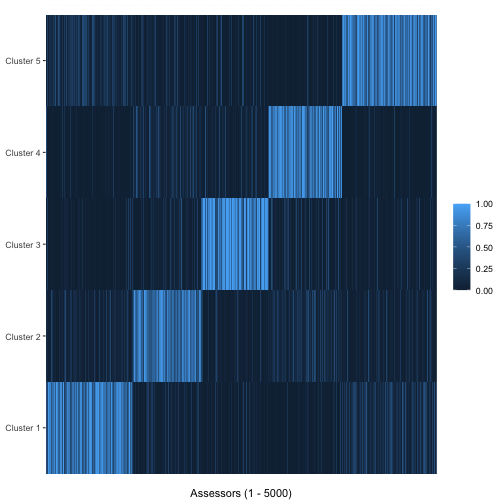 Cluster 5
Cluster 4
Cluster 3
Cluster 2
Cluster 1
1.00
0.75
0.50
0.25
0.00
Assessors (1 - 5000)